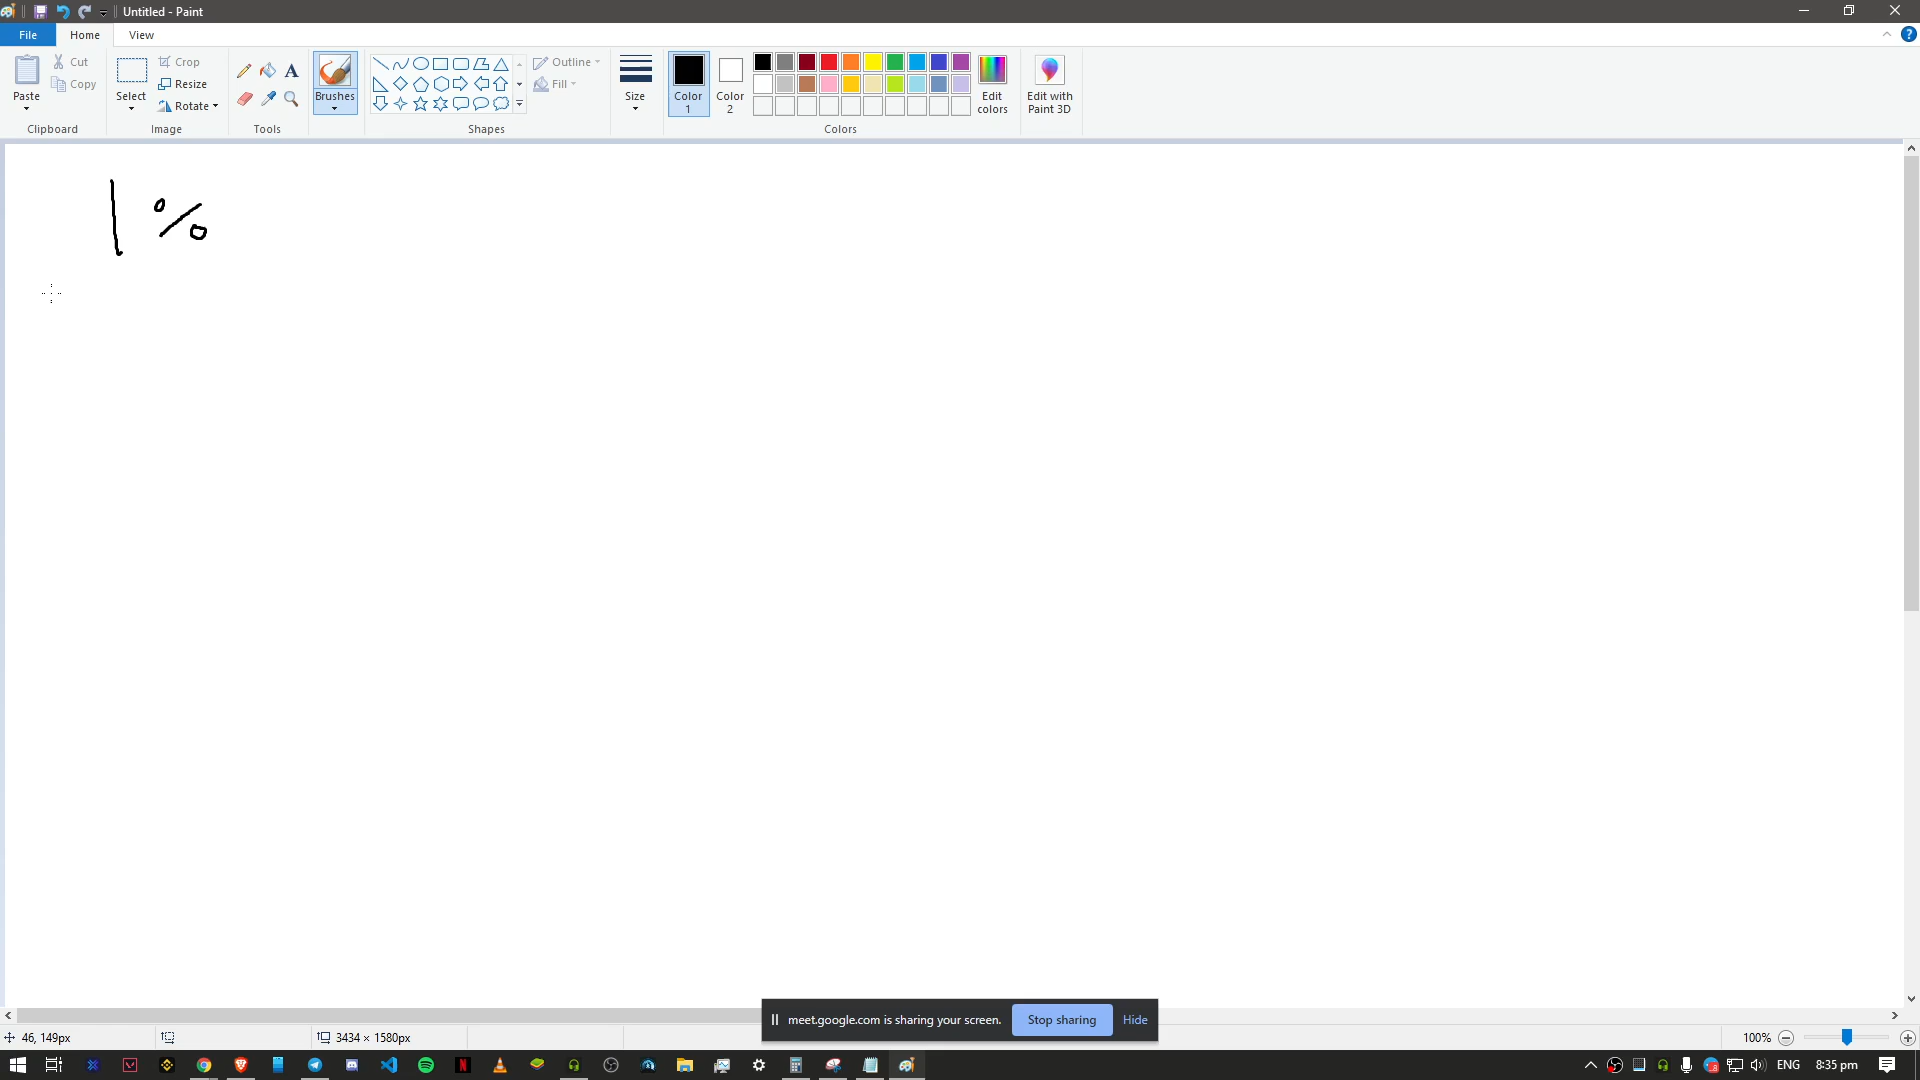 Untitled - Paint
File Home View
Paste
Cut
Copy
Clipboard
Select
Crop
Resize
Rotate
Image
Tools
Brushes
Shapes
Outline
Fill
Size
Color 1
Color 2
Colors
Edit colors
Edit with Paint 3D
1 %
meet.google.com is sharing your screen. Stop sharing Hide
46, 149px
3434 × 1580px
100%
ENG 8:35 pm